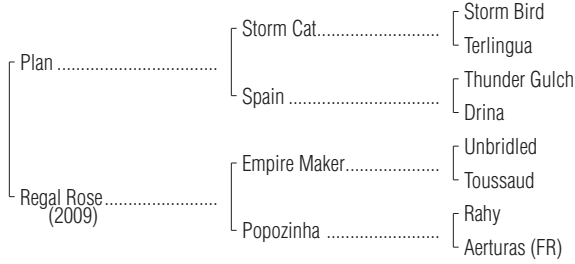 Storm Bird
Storm Cat..............................
Terlingua
Plan .......................................
Thunder Gulch
Spain .....................................
Drina
Unbridled
Empire Maker.......................
Toussaud
Regal Rose...........................
(2009)
Rahy
Popozinha ...........................
Aerturas (FR)